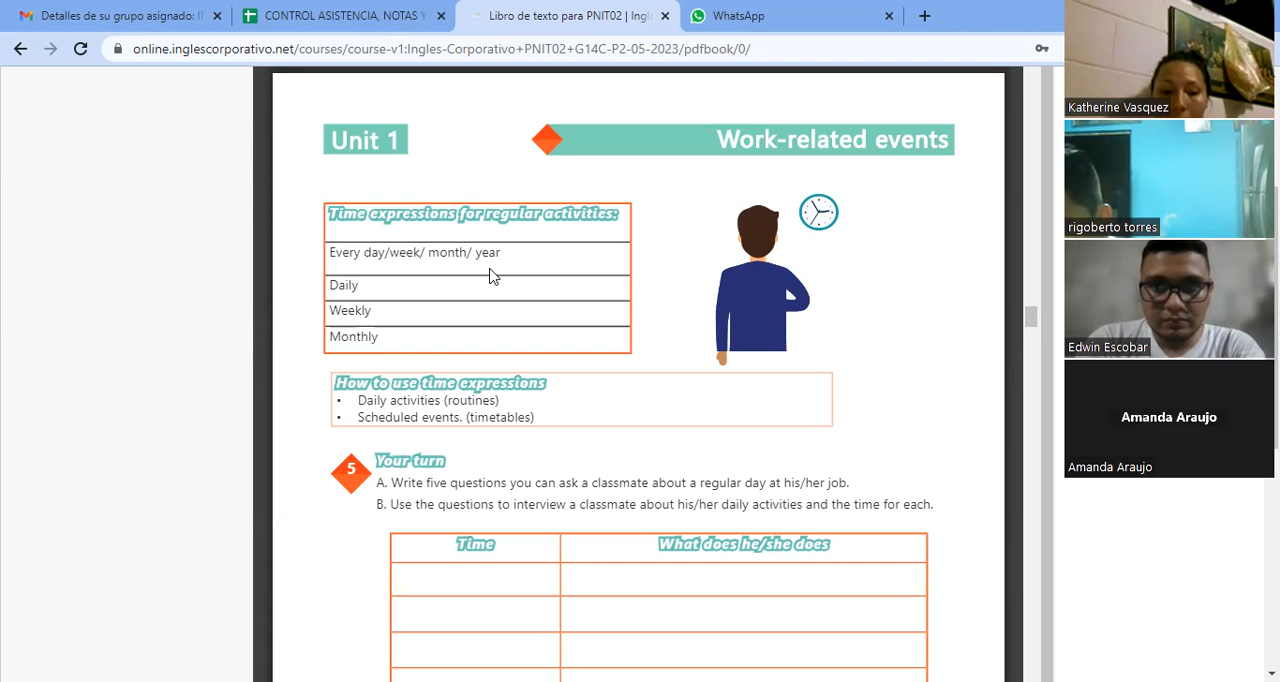 Detalles de su grupo asignado: If
CONTROL ASISTENCIA, NOTAS Y
Libro de texto para PNIT02 | Ingle
WhatsApp
online.inglescorporativo.net/courses/course-v1:Ingles-Corporativo+PNIT02+G14C-P2-05-2023/pdfbook/0/
Unit 1
Work-related events
Time expressions for regular activities:
Every day/week/ month/ year
Daily
Weekly
Monthly
How to use time expressions
• Daily activities (routines)
• Scheduled events. (timetables)
5 Your turn
A. Write five questions you can ask a classmate about a regular day at his/her job.
B. Use the questions to interview a classmate about his/her daily activities and the time for each.
Time What does he/she does
Katherine Vasquez
rigoberto torres
Edwin Escobar
Amanda Araujo
Amanda Araujo